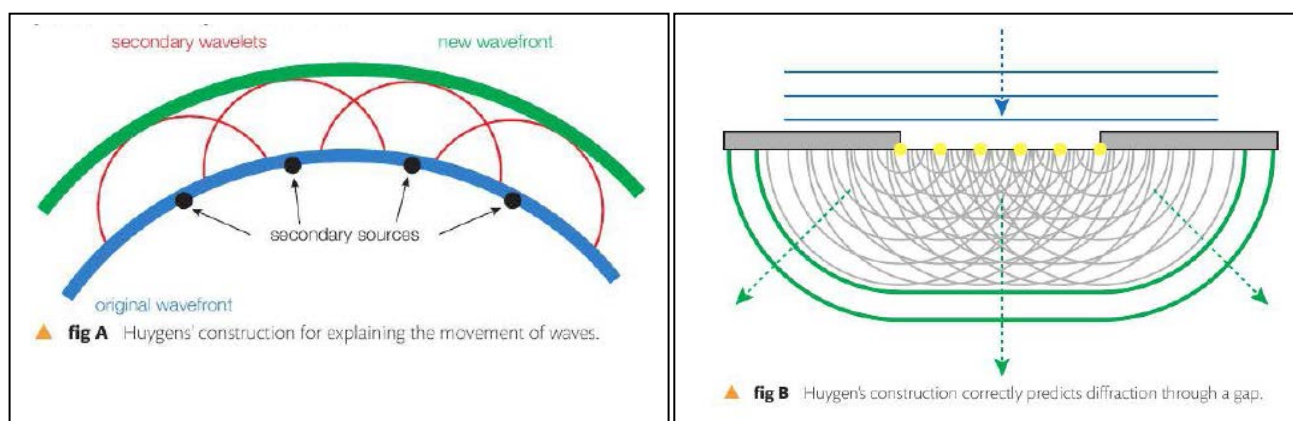 secondary wavelets
new wavefront
secondary sources
original wavefront
fig A Huygens' construction for explaining the movement of waves.
fig B Huygen's construction correctly predicts diffraction through a gap.